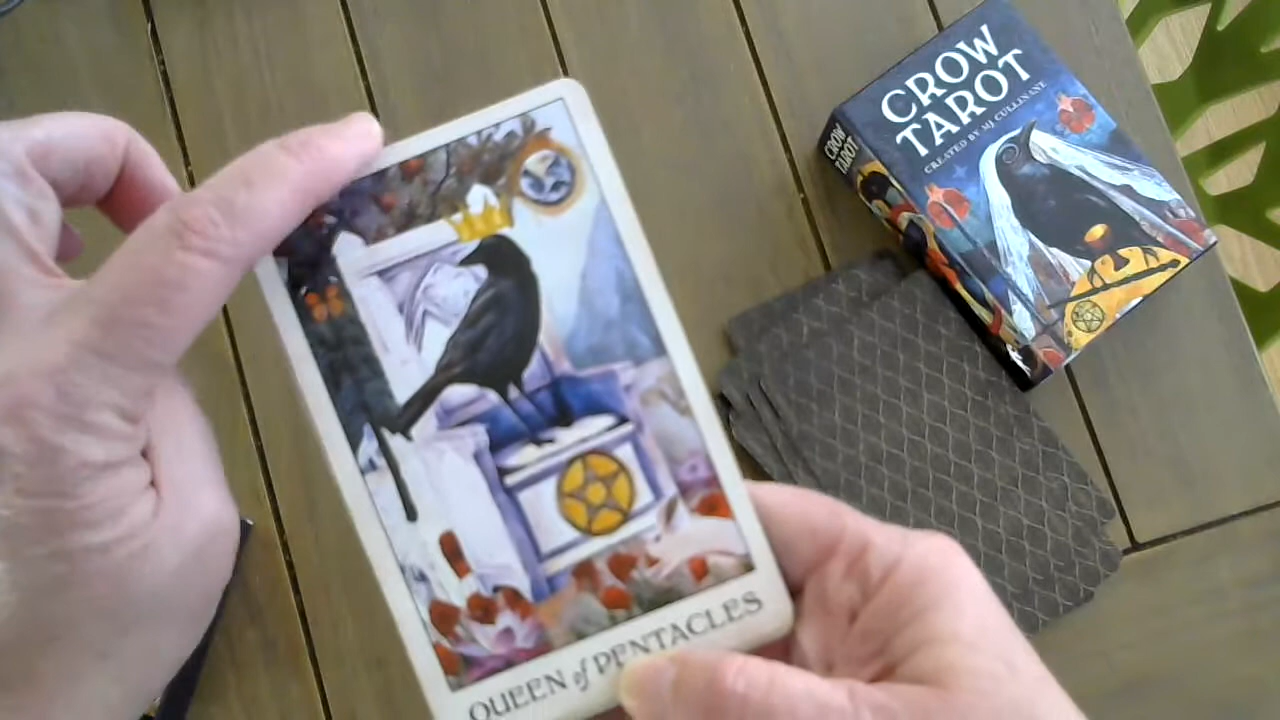 CROW
TAROT
CREATED BY MJ CULLINANE
CROW
TAROT
QUEEN of PENTACLES